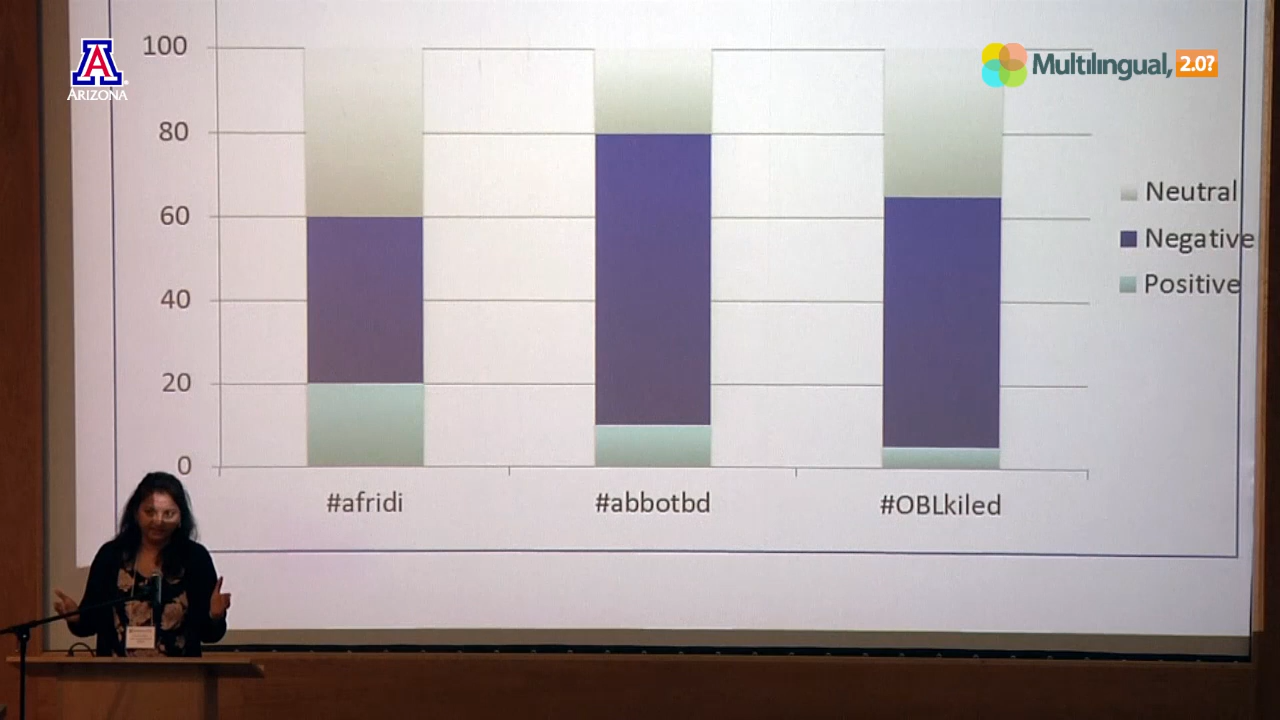 ARIZONA
Multilingual, 2.0?
100
80
60
40
20
0
#afridi
#abbotbd
#OBLkiled
Neutral
Negative
Positive